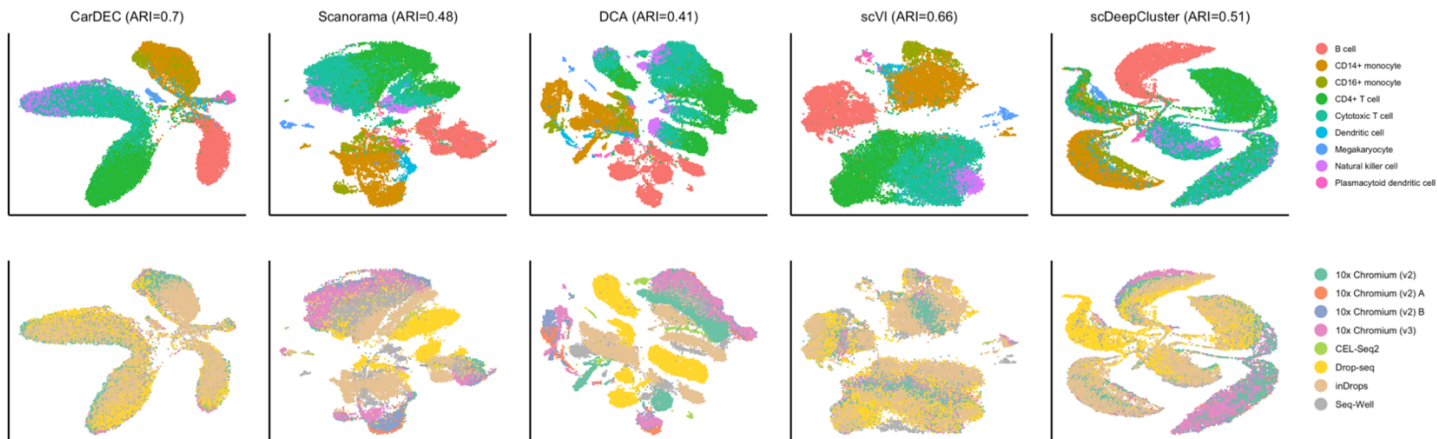 CarDEC (ARI=0.7)
Scanorama (ARI=0.48)
DCA (ARI=0.41)
scVI (ARI=0.66)
scDeepCluster (ARI=0.51)
B cell
CD14+ monocyte
CD16+ monocyte
CD4+ T cell
Cytotoxic T cell
Dendritic cell
Megakaryocyte
Natural killer cell
Plasmacytoid dendritic cell
10x Chromium (v2)
10x Chromium (v2) A
10x Chromium (v2) B
10x Chromium (v3)
CEL-Seq2
Drop-seq
inDrops
Seq-Well